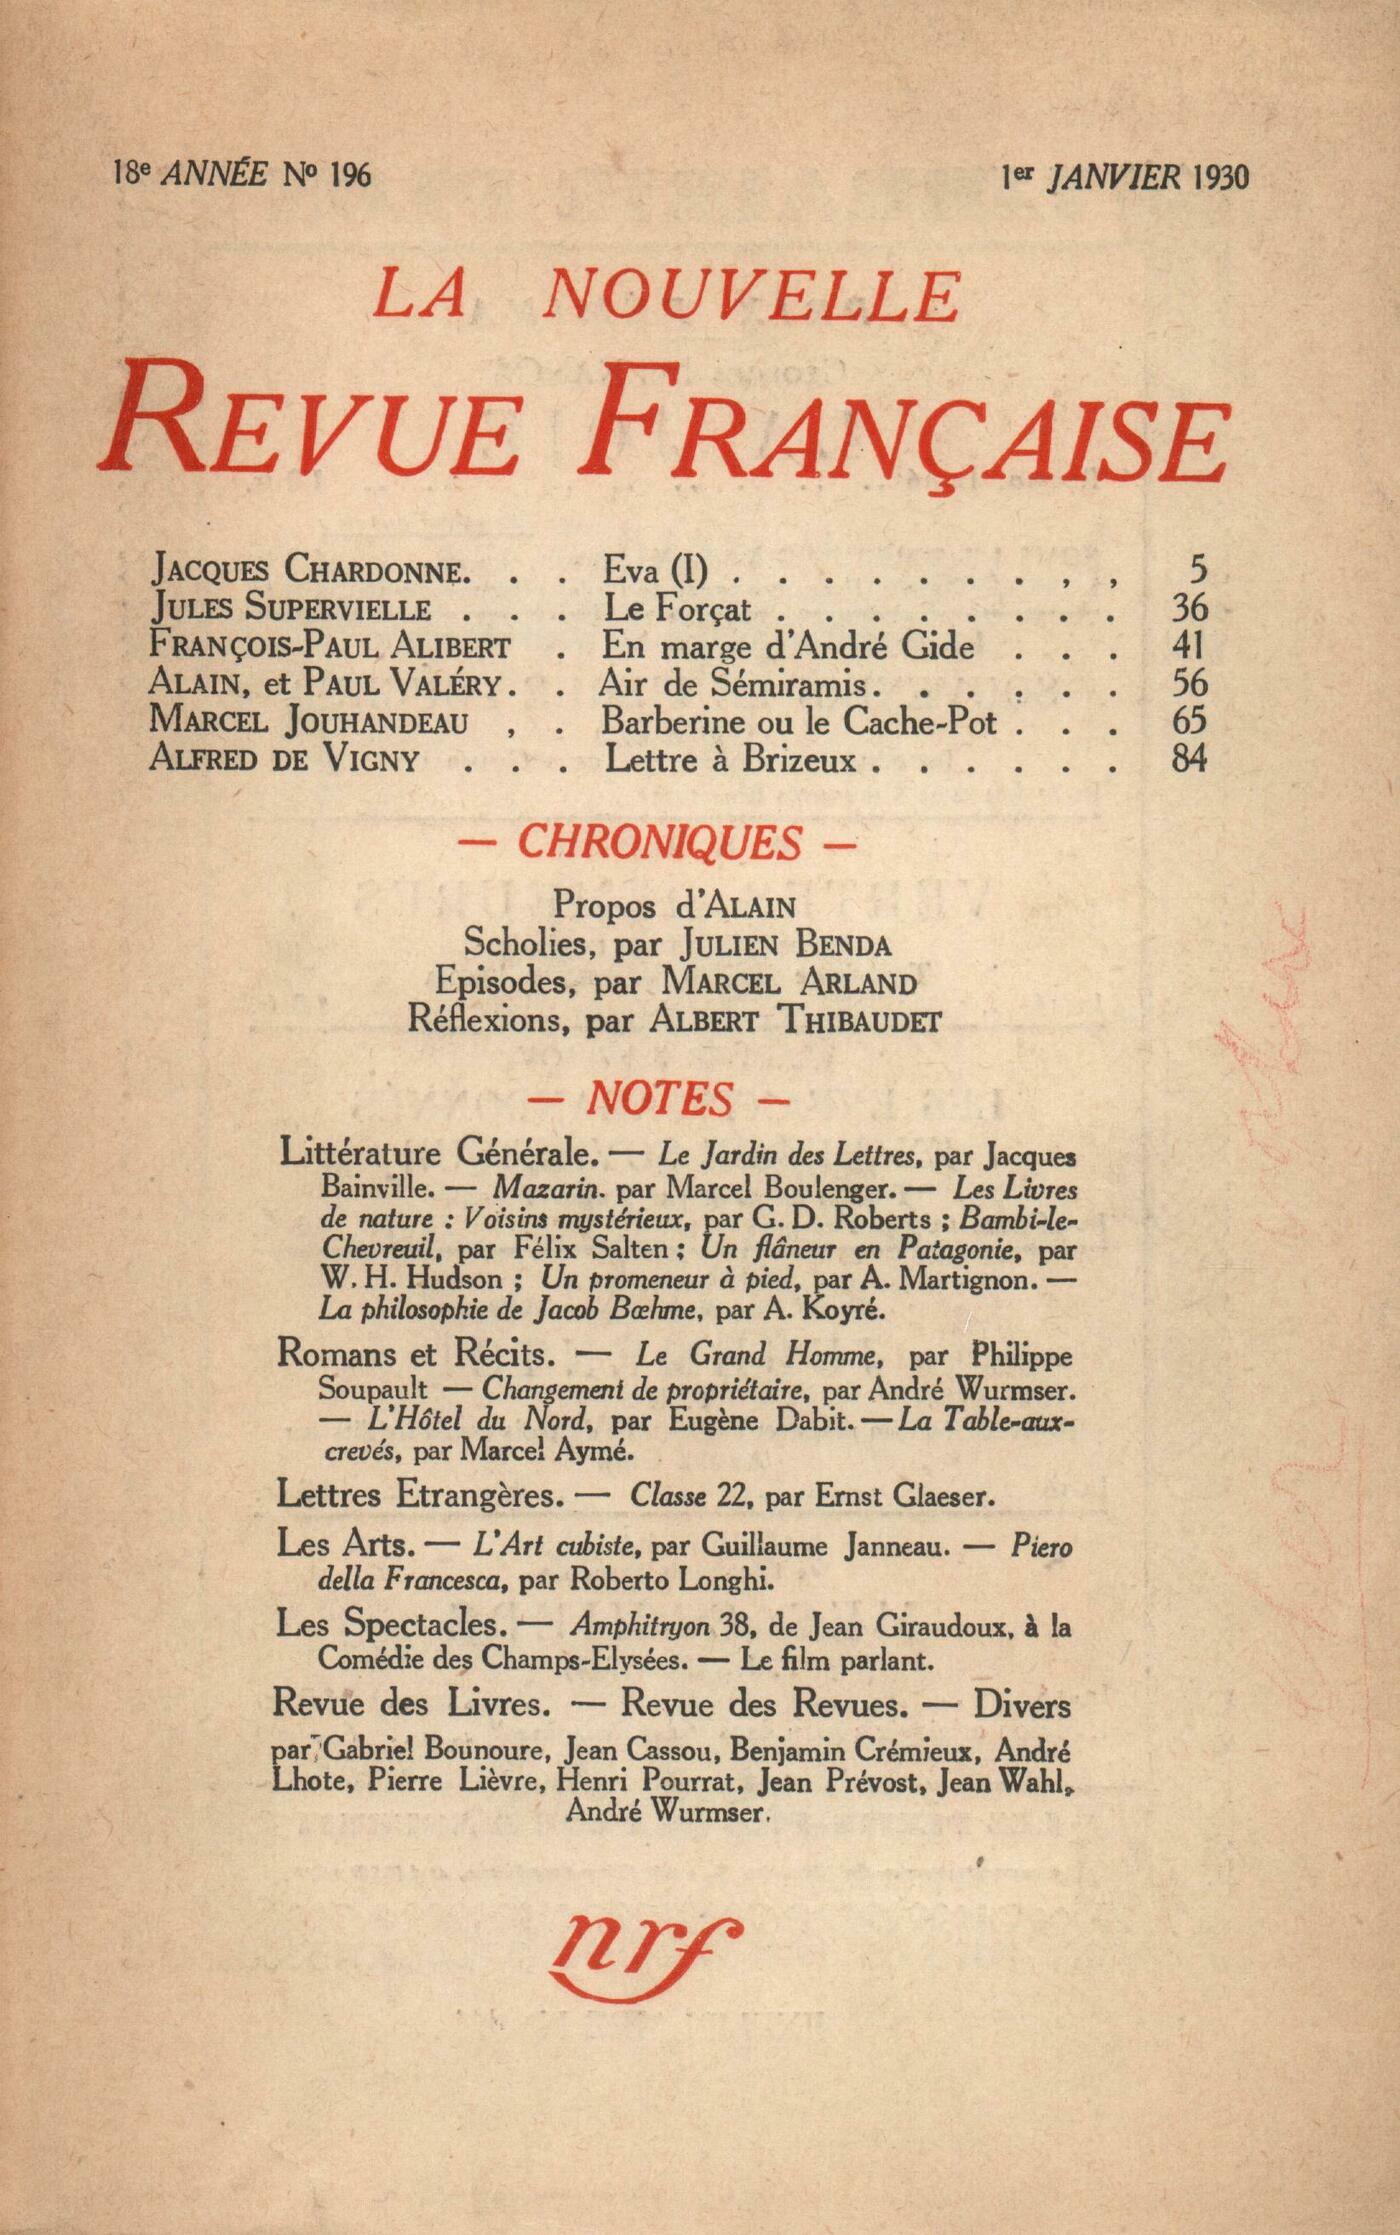 18e ANNÉE No 196
1er JANVIER 1930
LA NOUVELLE
REVUE FRANÇAISE
JACQUES CHARDONNE. . . Eva (I) . . . . . . . , , 5
JULES SUPERVIELLE . . . Le Forçat . . . . . . . . 36
FRANÇOIS-PAUL ALIBERT . En marge d'André Gide . . . 41
ALAIN, et PAUL VALÉRY. . Air de Sémiramis. . . . . . 56
MARCEL JOUHANDEAU , . Barberine ou le Cache-Pot . . . 65
ALFRED DE VIGNY . . . Lettre à Brizeux . . . . . . 84
— CHRONIQUES —
Propos d'ALAIN
Scholies, par JULIEN BENDA
Episodes, par MARCEL ARLAND
Réflexions, par ALBERT THIBAUDET
— NOTES —
Littérature Générale. — Le Jardin des Lettres, par Jacques
Bainville. — Mazarin. par Marcel Boulenger. — Les Livres
de nature : Voisins mystérieux, par G. D. Roberts ; Bambi-le-
Chevreuil, par Félix Salten ; Un flâneur en Patagonie, par
W. H. Hudson ; Un promeneur à pied, par A. Martignon. —
La philosophie de Jacob Bœhme, par A. Koyré.
Romans et Récits. — Le Grand Homme, par Philippe
Soupault — Changement de propriétaire, par André Wurmser.
— L'Hôtel du Nord, par Eugène Dabit. — La Table-aux-
crevés, par Marcel Aymé.
Lettres Etrangères. — Classe 22, par Ernst Glaeser.
Les Arts. — L'Art cubiste, par Guillaume Janneau. — Piero
della Francesca, par Roberto Longhi.
Les Spectacles. — Amphitryon 38, de Jean Giraudoux, à la
Comédie des Champs-Elysées. — Le film parlant.
Revue des Livres. — Revue des Revues. — Divers
par Gabriel Bounoure, Jean Cassou, Benjamin Crémieux, André
Lhote, Pierre Lièvre, Henri Pourrat, Jean Prévost, Jean Wahl,
André Wurmser.
nrf